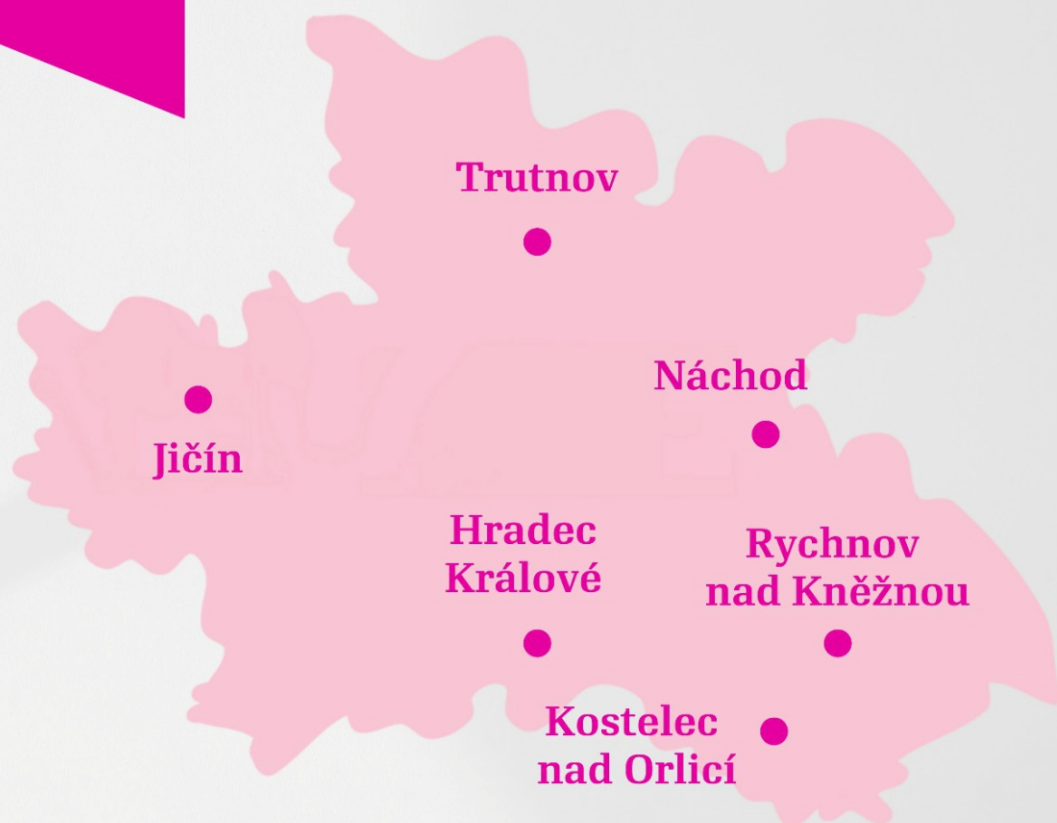 Trutnov
Náchod
Jičín
Hradec
Králové
Rychnov
nad Kněžnou
Kostelec
nad Orlicí